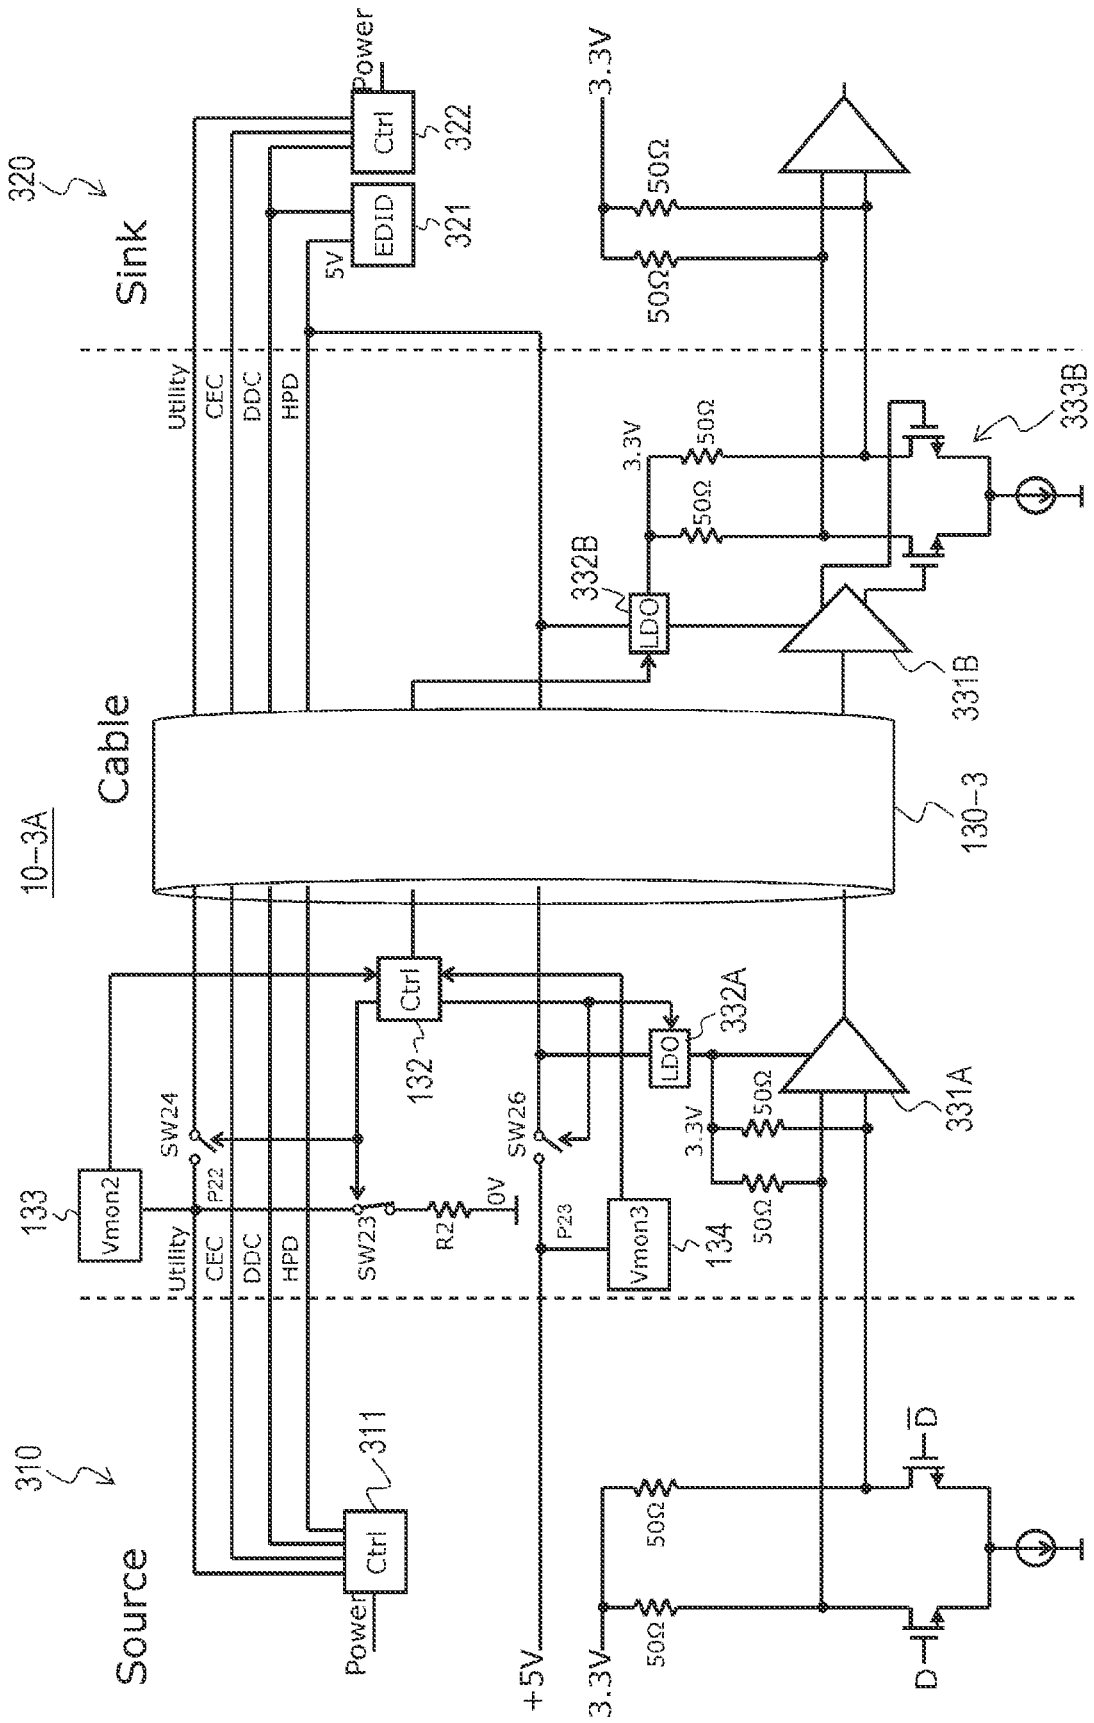 10-3A
Source
310
Cable
Sink
320
133
Vmon2
SW24
P22
Utility
CEC
DDC
HPD
Utility
CEC
DDC
HPD
Power
Ctrl
311
SW23
R2
0V
132
Ctrl
5V
EDID
321
Ctrl
322
Power
+5V
P23
SW26
Vmon3
134
LDO
332A
3.3V
50Ω
50Ω
331A
130-3
332B
LDO
3.3V
50Ω
50Ω
331B
333B
3.3V
50Ω
50Ω
3.3V
50Ω
50Ω
D
D̅